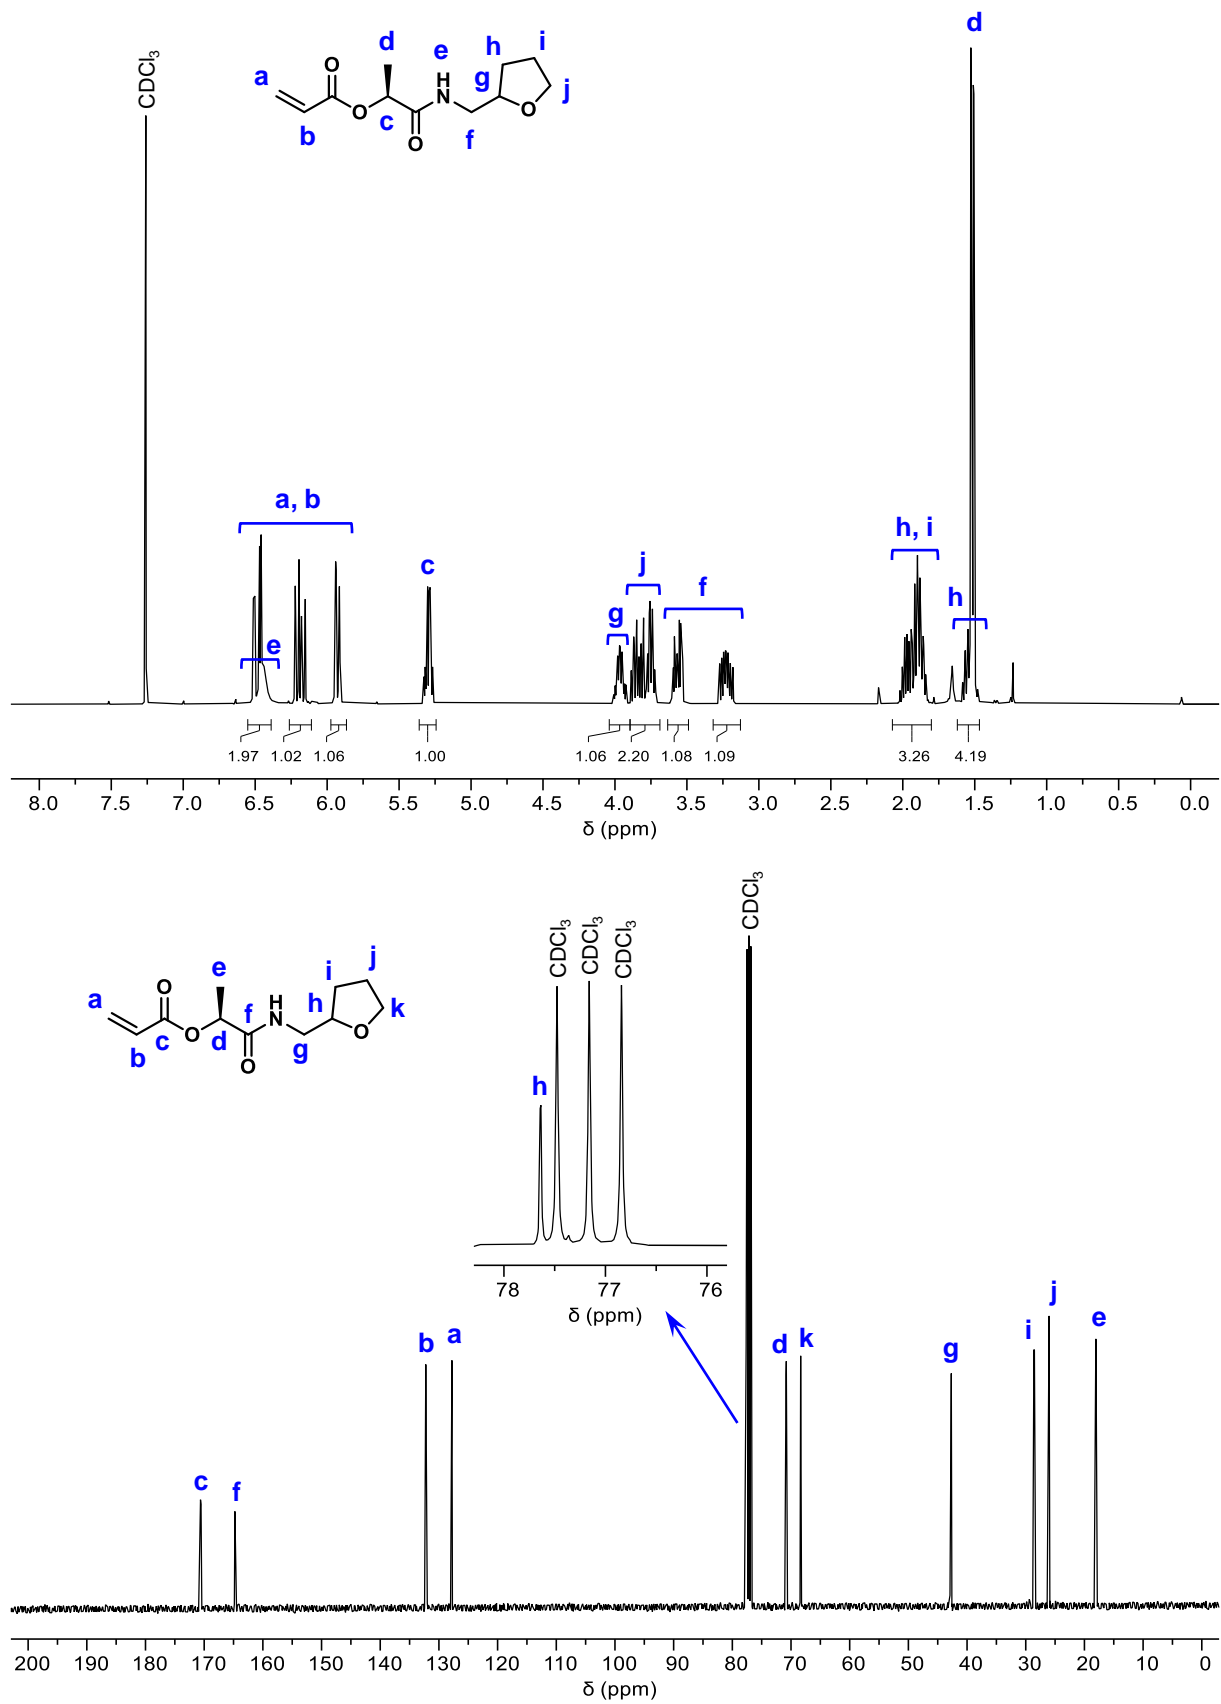 d
CDCl3
d
e
h
i
a
O
H
N
g
j
O
O
b
c
O
f
a, b
c
e
g
j
f
h, i
h
1.97 1.02 1.06 1.00 1.06 2.20 1.08 1.09 3.26 4.19
8.0 7.5 7.0 6.5 6.0 5.5 5.0 4.5 4.0 3.5 3.0 2.5 2.0 1.5 1.0 0.5 0.0
δ (ppm)
CDCl3
CDCl3 CDCl3 CDCl3
h
78 77 76
δ (ppm)
e
i
j
a
O
f
H
N
h
k
O
O
b
c
d
O
g
c
f
b
a
d
k
g
i
j
e
200 190 180 170 160 150 140 130 120 110 100 90 80 70 60 50 40 30 20 10 0
δ (ppm)